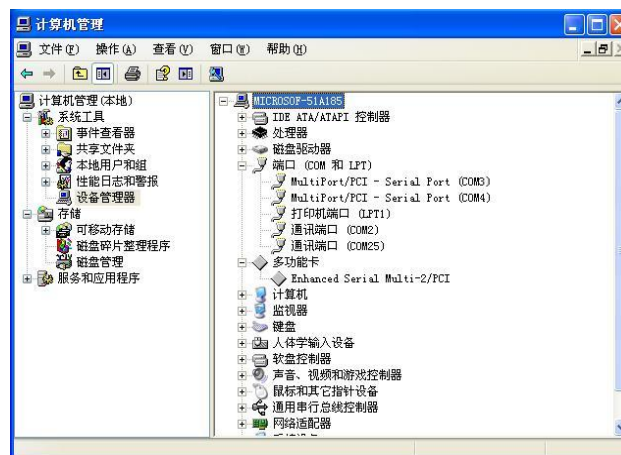 计算机管理
文件(F) 操作(A) 查看(V) 窗口(W) 帮助(H)
计算机管理(本地)
系统工具
事件查看器
共享文件夹
本地用户和组
性能日志和警报
设备管理器
存储
可移动存储
磁盘碎片整理程序
磁盘管理
服务和应用程序
MICROSOF-51A185
IDE ATA/ATAPI 控制器
处理器
磁盘驱动器
端口 (COM 和 LPT)
MultiPort/PCI - Serial Port (COM3)
MultiPort/PCI - Serial Port (COM4)
打印机端口 (LPT1)
通讯端口 (COM2)
通讯端口 (COM25)
多功能卡
Enhanced Serial Multi-2/PCI
计算机
监视器
键盘
人体学输入设备
软盘控制器
声音、视频和游戏控制器
鼠标和其它指针设备
通用串行总线控制器
网络适配器